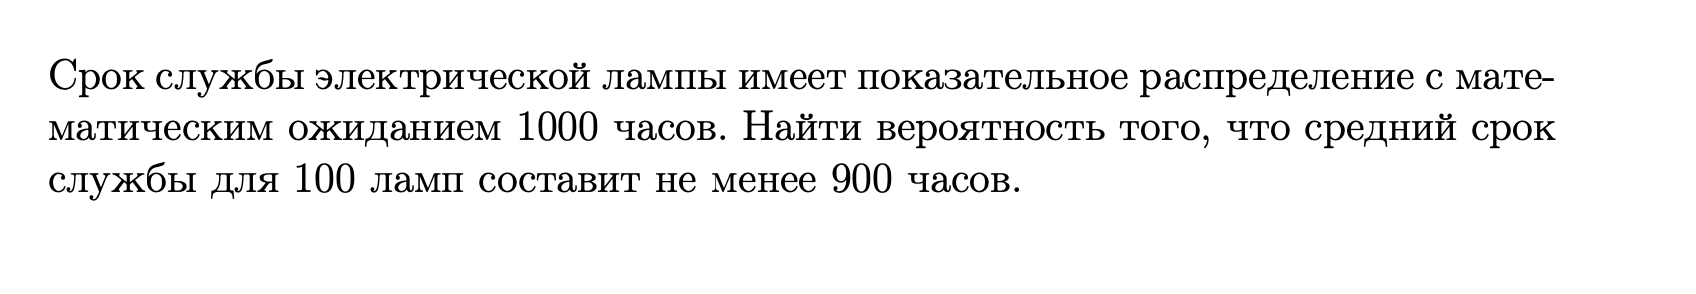 Срок службы электрической лампы имеет показательное распределение с мате-
матическим ожиданием 1000 часов. Найти вероятность того, что средний срок
службы для 100 ламп составит не менее 900 часов.